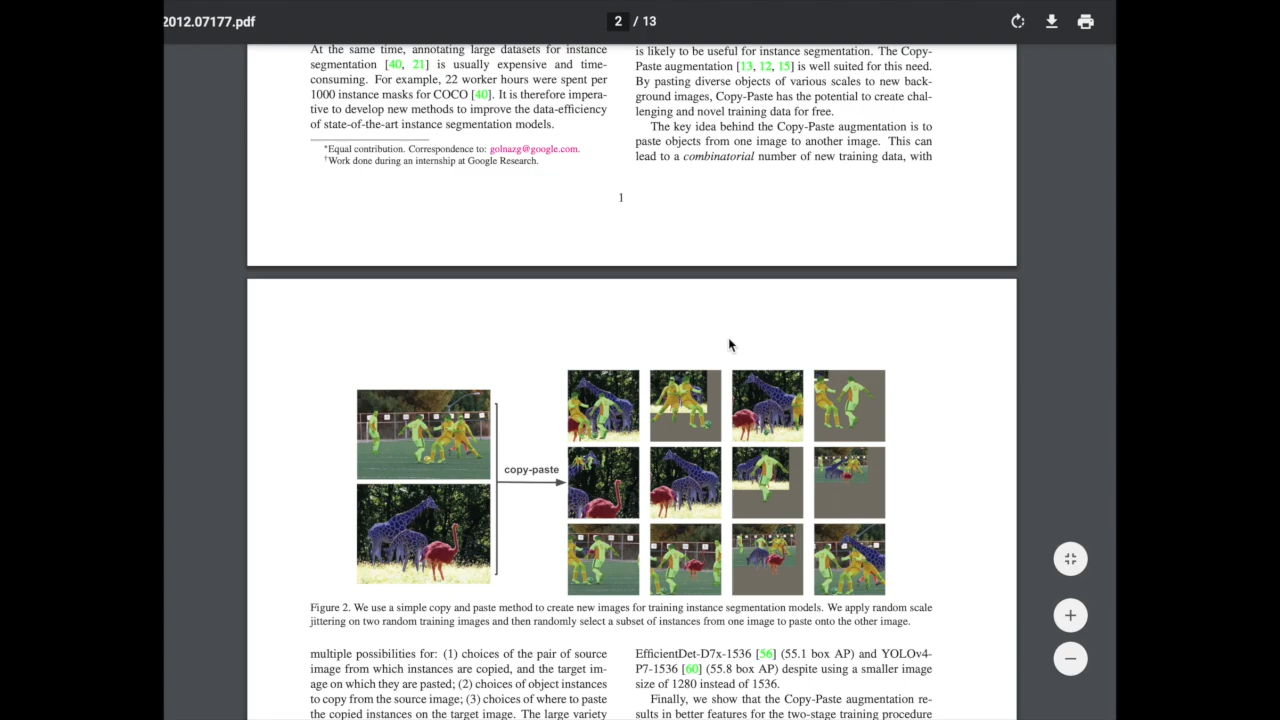 2012.07177.pdf
2 / 13
At the same time, annotating large datasets for instance
segmentation [40, 21] is usually expensive and time-
consuming. For example, 22 worker hours were spent per
1000 instance masks for COCO [40]. It is therefore impera-
tive to develop new methods to improve the data-efficiency
of state-of-the-art instance segmentation models.
*Equal contribution. Correspondence to: golnazg@google.com.
†Work done during an internship at Google Research.
is likely to be useful for instance segmentation. The Copy-
Paste augmentation [13, 12, 15] is well suited for this need.
By pasting diverse objects of various scales to new back-
ground images, Copy-Paste has the potential to create chal-
lenging and novel training data for free.
The key idea behind the Copy-Paste augmentation is to
paste objects from one image to another image. This can
lead to a combinatorial number of new training data, with
1
copy-paste
Figure 2. We use a simple copy and paste method to create new images for training instance segmentation models. We apply random scale
jittering on two random training images and then randomly select a subset of instances from one image to paste onto the other image.
multiple possibilities for: (1) choices of the pair of source
image from which instances are copied, and the target im-
age on which they are pasted; (2) choices of object instances
to copy from the source image; (3) choices of where to paste
the copied instances on the target image. The large variety
EfficientDet-D7x-1536 [56] (55.1 box AP) and YOLOv4-
P7-1536 [60] (55.8 box AP) despite using a smaller image
size of 1280 instead of 1536.
Finally, we show that the Copy-Paste augmentation re-
sults in better features for the two-stage training procedure